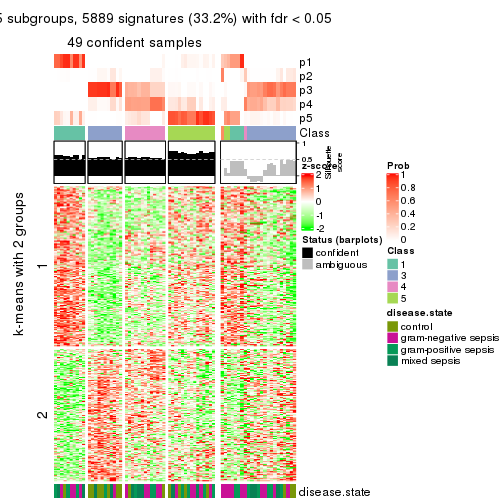 5 subgroups, 5889 signatures (33.2%) with fdr < 0.05
49 confident samples
p1
p2
p3
p4
p5
Class
1
0.5
0
Silhouette
score
z-score
2
1
0
-1
-2
Status (barplots)
confident
ambiguous
Prob
1
0.8
0.6
0.4
0.2
0
Class
1
3
4
5
disease.state
control
gram-negative sepsis
gram-positive sepsis
mixed sepsis
k-means with 2 groups
1
2
disease.state